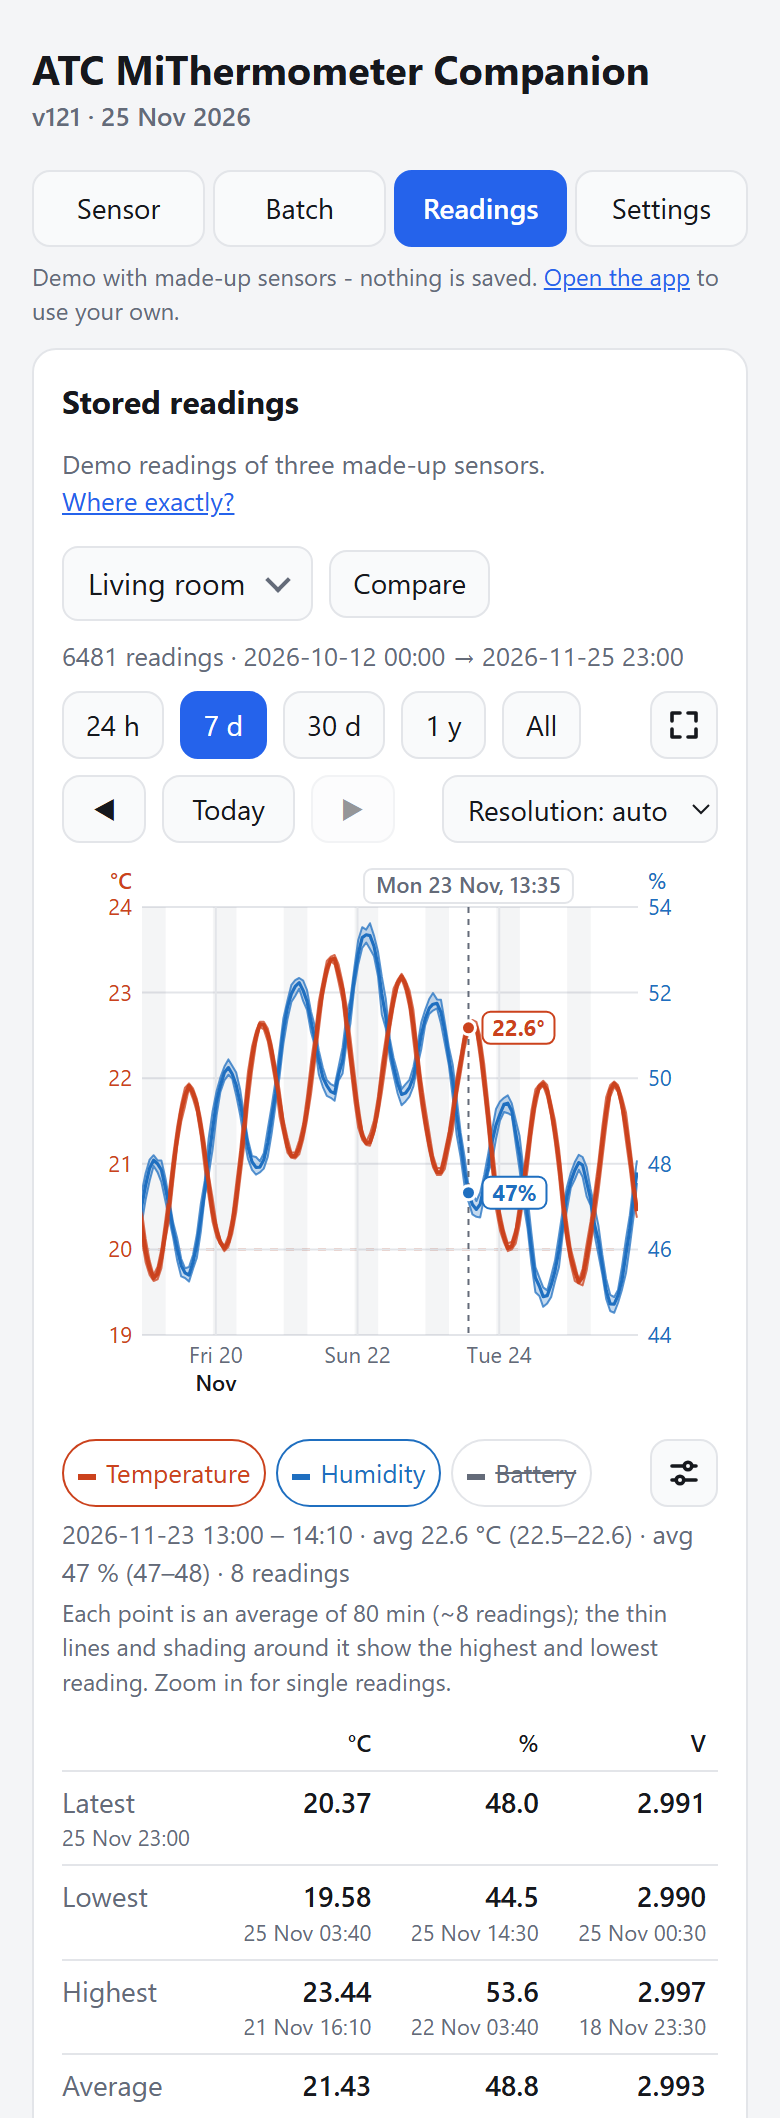 ATC MiThermometer Companion
v121 · 25 Nov 2026
Sensor Batch Readings Settings
Demo with made-up sensors - nothing is saved. Open the app to
use your own.
Stored readings
Demo readings of three made-up sensors.
Where exactly?
Living room Compare
6481 readings · 2026-10-12 00:00 → 2026-11-25 23:00
24 h 7 d 30 d 1 y All
◀ Today ▶ Resolution: auto
°C Mon 23 Nov, 13:35 %
24 54
23 52
22.6°
22 50
21 48
47%
20 46
19 44
Fri 20 Sun 22 Tue 24
Nov
Temperature Humidity Battery
2026-11-23 13:00 – 14:10 · avg 22.6 °C (22.5–22.6) · avg
47 % (47–48) · 8 readings
Each point is an average of 80 min (~8 readings); the thin
lines and shading around it show the highest and lowest
reading. Zoom in for single readings.
°C % V
Latest 20.37 48.0 2.991
25 Nov 23:00
Lowest 19.58 44.5 2.990
25 Nov 03:40 25 Nov 14:30 25 Nov 00:30
Highest 23.44 53.6 2.997
21 Nov 16:10 22 Nov 03:40 18 Nov 23:30
Average 21.43 48.8 2.993